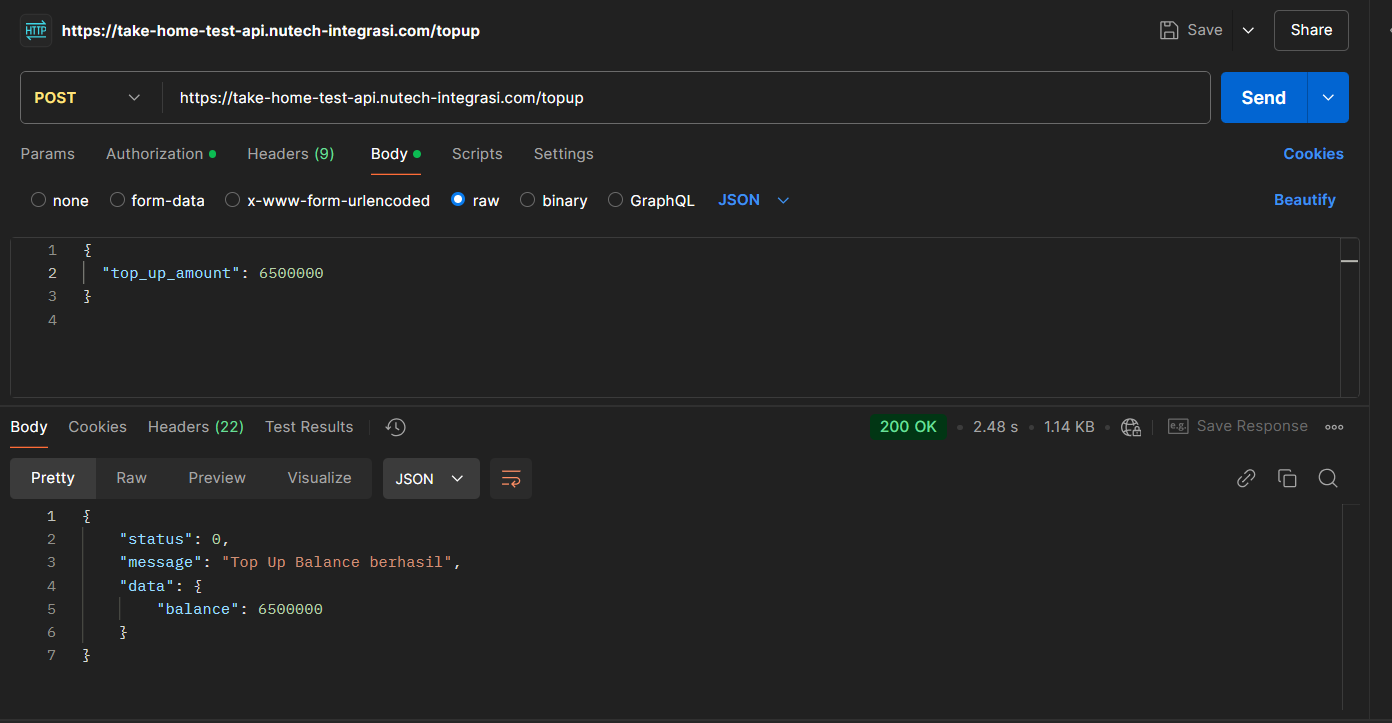 HTTP https://take-home-test-api.nutech-integrasi.com/topup Save Share
POST https://take-home-test-api.nutech-integrasi.com/topup Send
Params Authorization Headers (9) Body Scripts Settings Cookies
none form-data x-www-form-urlencoded raw binary GraphQL JSON Beautify
1 {
2 "top_up_amount": 6500000
3 }
4
Body Cookies Headers (22) Test Results 200 OK 2.48 s 1.14 KB e.g. Save Response
Pretty Raw Preview Visualize JSON
1 {
2 "status": 0,
3 "message": "Top Up Balance berhasil",
4 "data": {
5 "balance": 6500000
6 }
7 }